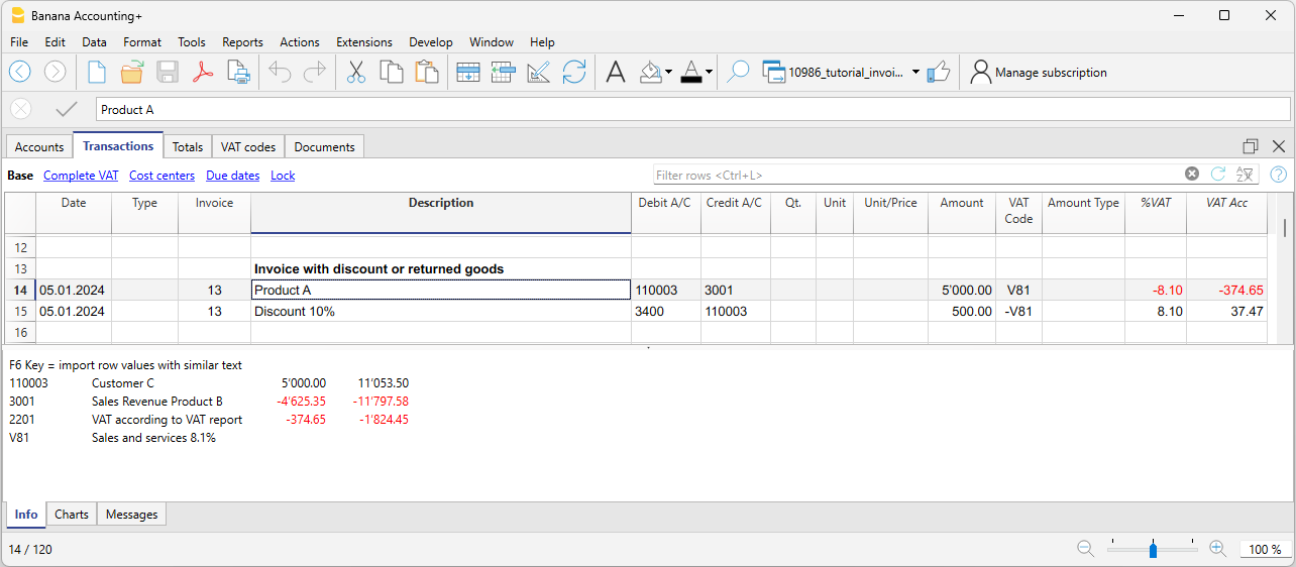 Banana Accounting+
File Edit Data Format Tools Reports Actions Extensions Develop Window Help
10986_tutorial_invoi... Manage subscription
Product A
Accounts Transactions Totals VAT codes Documents
Base Complete VAT Cost centers Due dates Lock Filter rows <Ctrl+L>
Date Type Invoice Description Debit A/C Credit A/C Qt. Unit Unit/Price Amount VAT Code Amount Type %VAT VAT Acc
12
13 Invoice with discount or returned goods
14 05.01.2024 13 Product A 110003 3001 5'000.00 V81 -8.10 -374.65
15 05.01.2024 13 Discount 10% 3400 110003 500.00 -V81 8.10 37.47
16
F6 Key = import row values with similar text
110003 Customer C 5'000.00 11'053.50
3001 Sales Revenue Product B -4'625.35 -11'797.58
2201 VAT according to VAT report -374.65 -1'824.45
V81 Sales and services 8.1%
Info Charts Messages
14 / 120 100 %